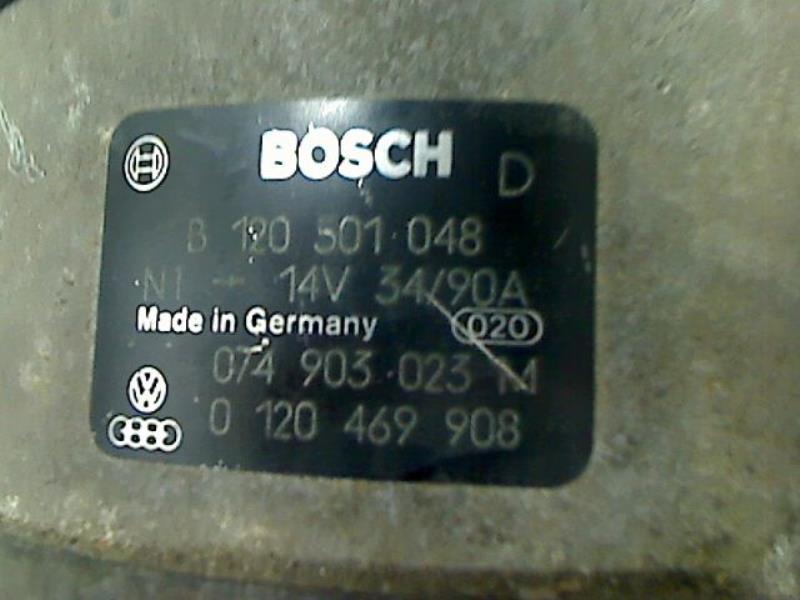 BOSCH D
B 120 501 048
N1 → 14V 34/90A
Made in Germany 020
074 903 023 M
0 120 469 908